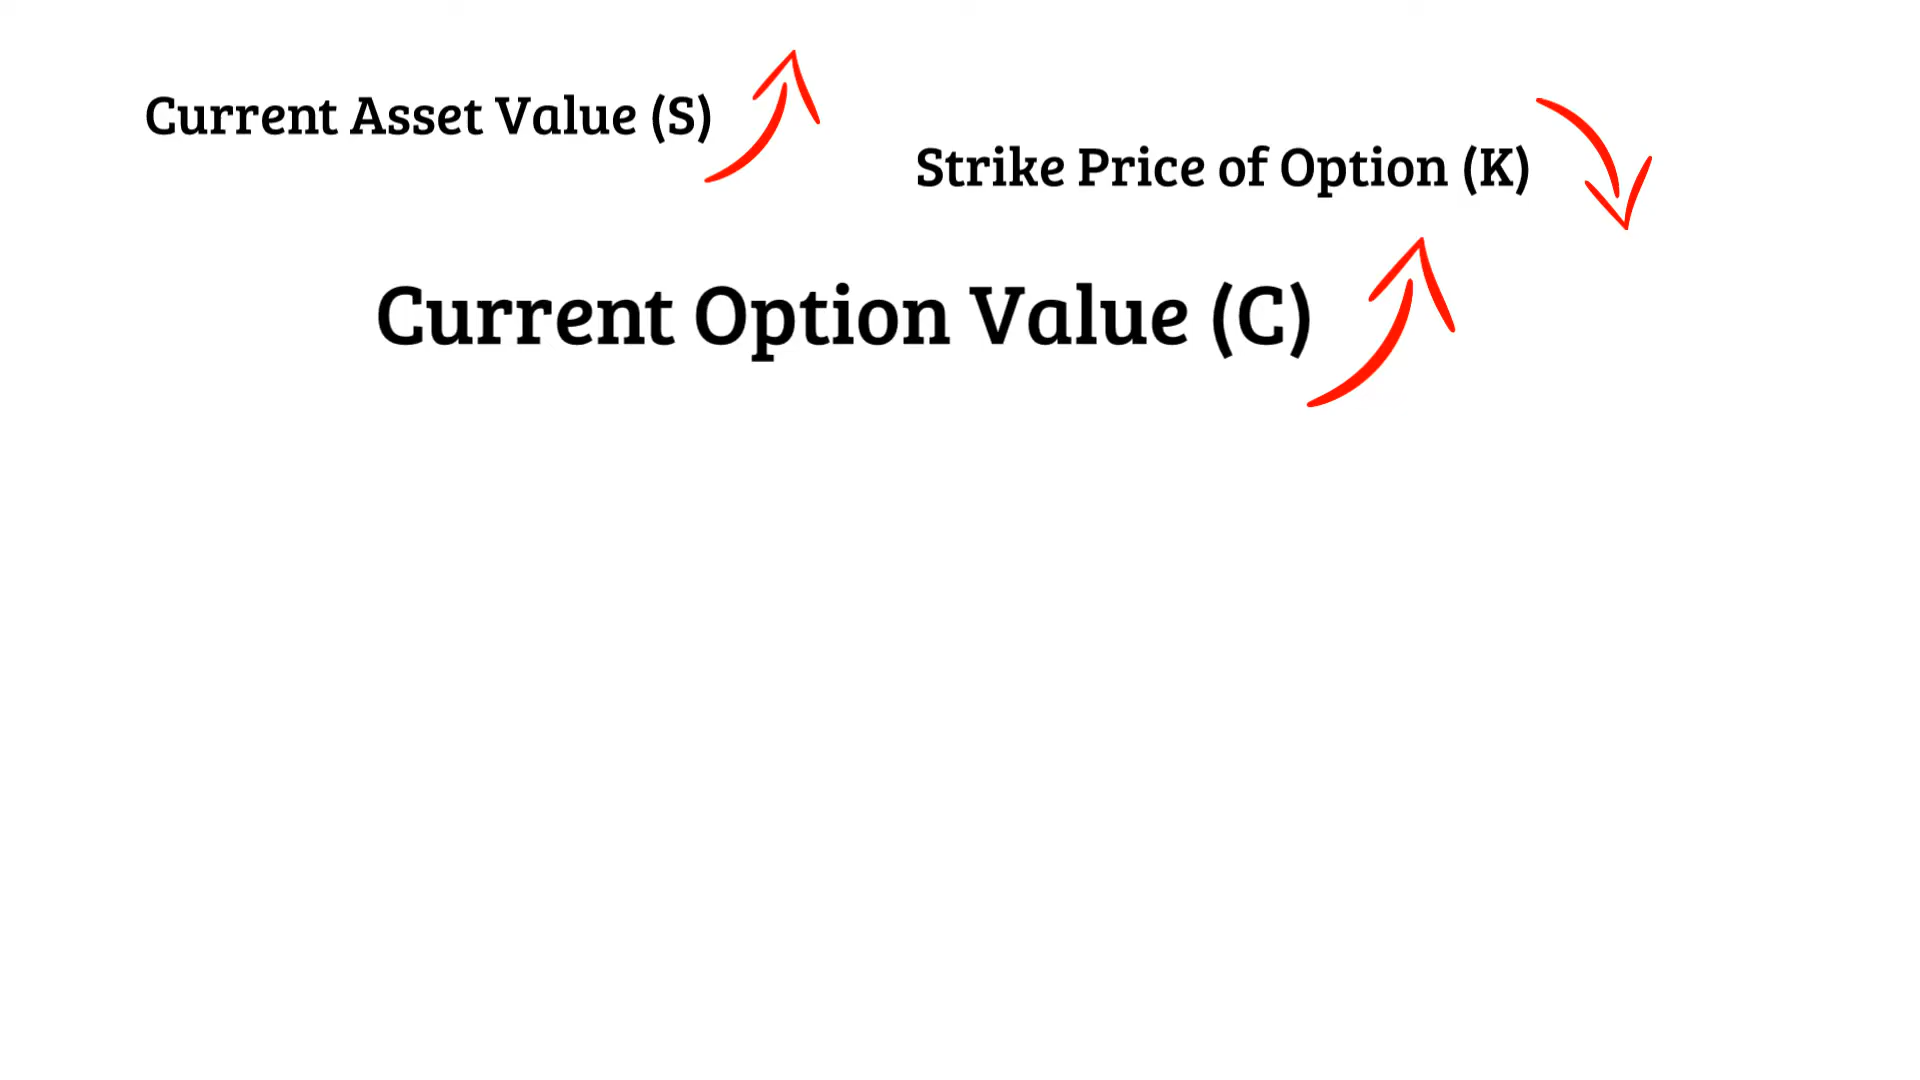 Current Asset Value (S)
Strike Price of Option (K)
Current Option Value (C)